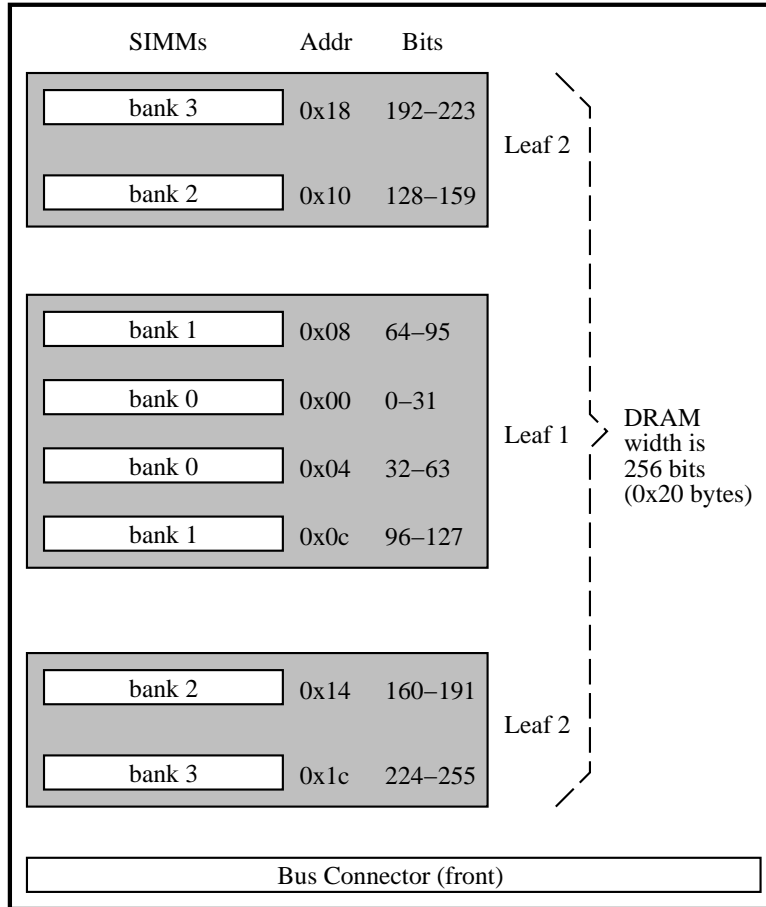 SIMMs Addr Bits
bank 3 0x18 192–223
Leaf 2
bank 2 0x10 128–159
bank 1 0x08 64–95
bank 0 0x00 0–31
Leaf 1
bank 0 0x04 32–63
bank 1 0x0c 96–127
DRAM
width is
256 bits
(0x20 bytes)
bank 2 0x14 160–191
Leaf 2
bank 3 0x1c 224–255
Bus Connector (front)